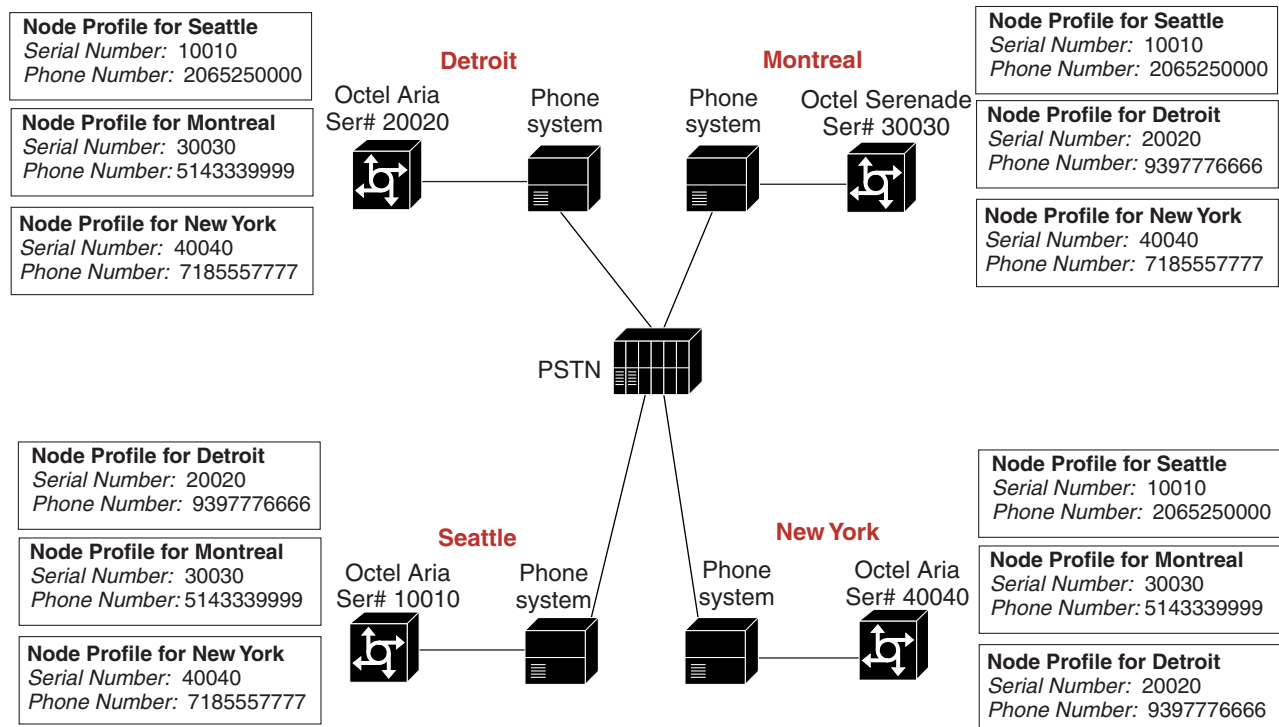 Node Profile for Seattle
Serial Number: 10010
Phone Number: 2065250000
Node Profile for Montreal
Serial Number: 30030
Phone Number: 5143339999
Node Profile for New York
Serial Number: 40040
Phone Number: 7185557777
Detroit
Octel Aria
Ser# 20020
Phone
system
Montreal
Phone
system
Octel Serenade
Ser# 30030
Node Profile for Seattle
Serial Number: 10010
Phone Number: 2065250000
Node Profile for Detroit
Serial Number: 20020
Phone Number: 9397776666
Node Profile for New York
Serial Number: 40040
Phone Number: 7185557777
PSTN
Node Profile for Detroit
Serial Number: 20020
Phone Number: 9397776666
Node Profile for Montreal
Serial Number: 30030
Phone Number: 5143339999
Node Profile for New York
Serial Number: 40040
Phone Number: 7185557777
Seattle
Octel Aria
Ser# 10010
Phone
system
New York
Phone
system
Octel Aria
Ser# 40040
Node Profile for Seattle
Serial Number: 10010
Phone Number: 2065250000
Node Profile for Montreal
Serial Number: 30030
Phone Number: 5143339999
Node Profile for Detroit
Serial Number: 20020
Phone Number: 9397776666